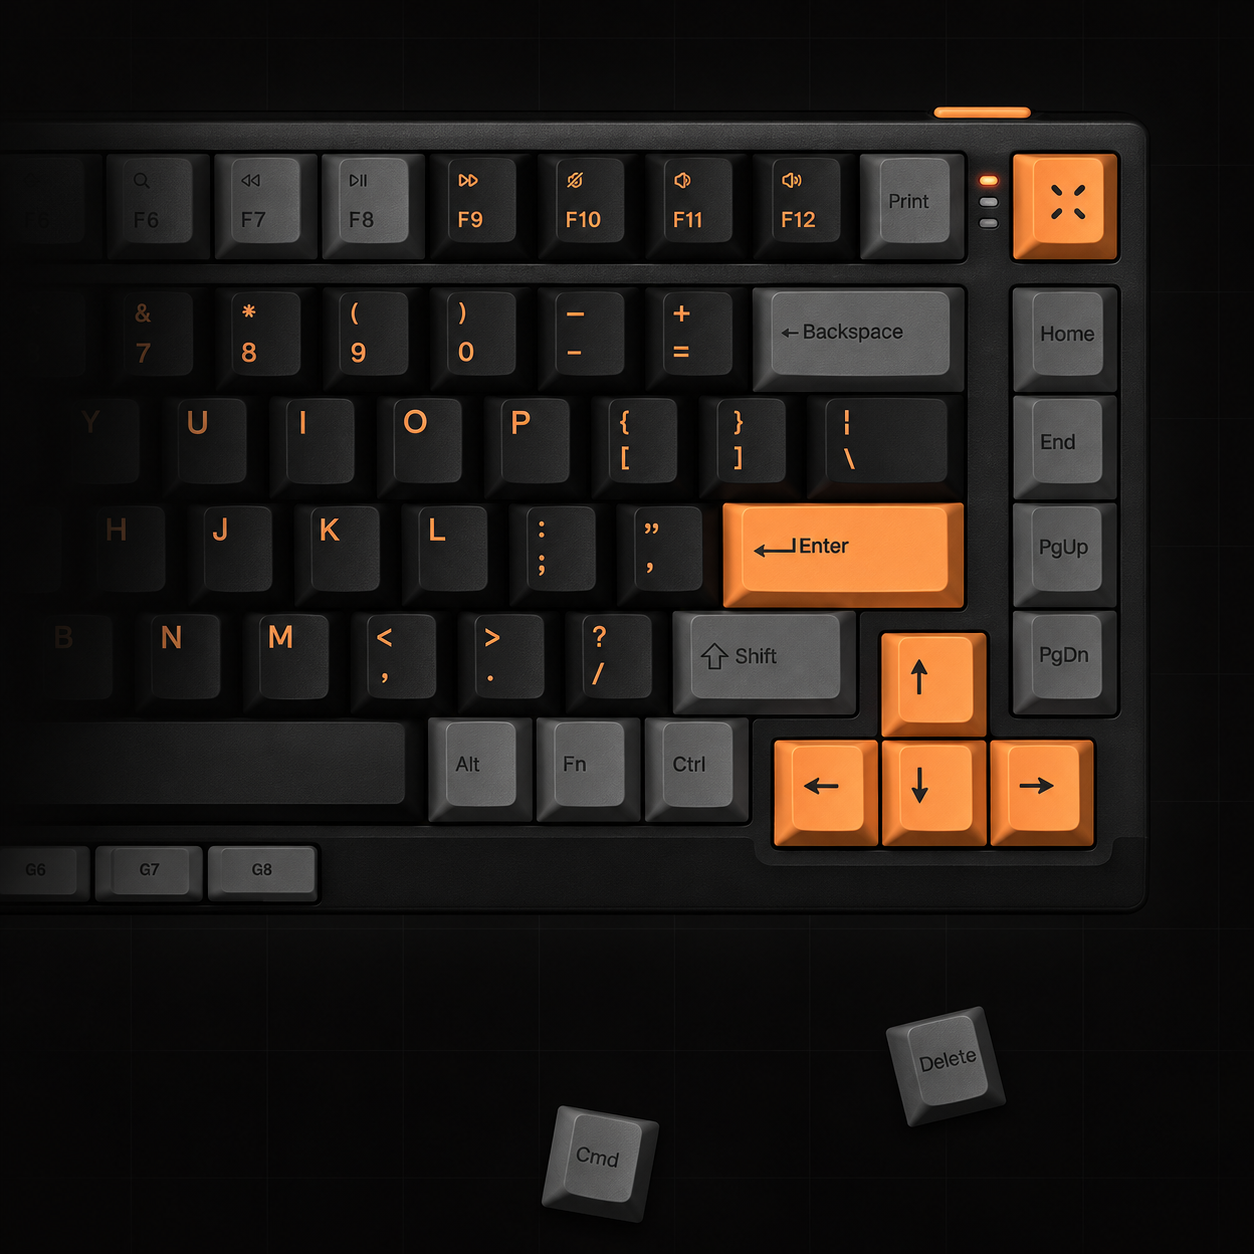 F6
F7
F8
F9
F10
F11
F12
Print
&
7
*
8
(
9
)
0
–
-
+
=
←Backspace
Home
Y
U
I
O
P
{
[
}
]
¦
\
End
H
J
K
L
:
;
”
,
Enter
PgUp
B
N
M
<
,
>
.
?
/
⇧ Shift
↑
PgDn
Alt
Fn
Ctrl
←
↓
→
G6
G7
G8
Delete
Cmd